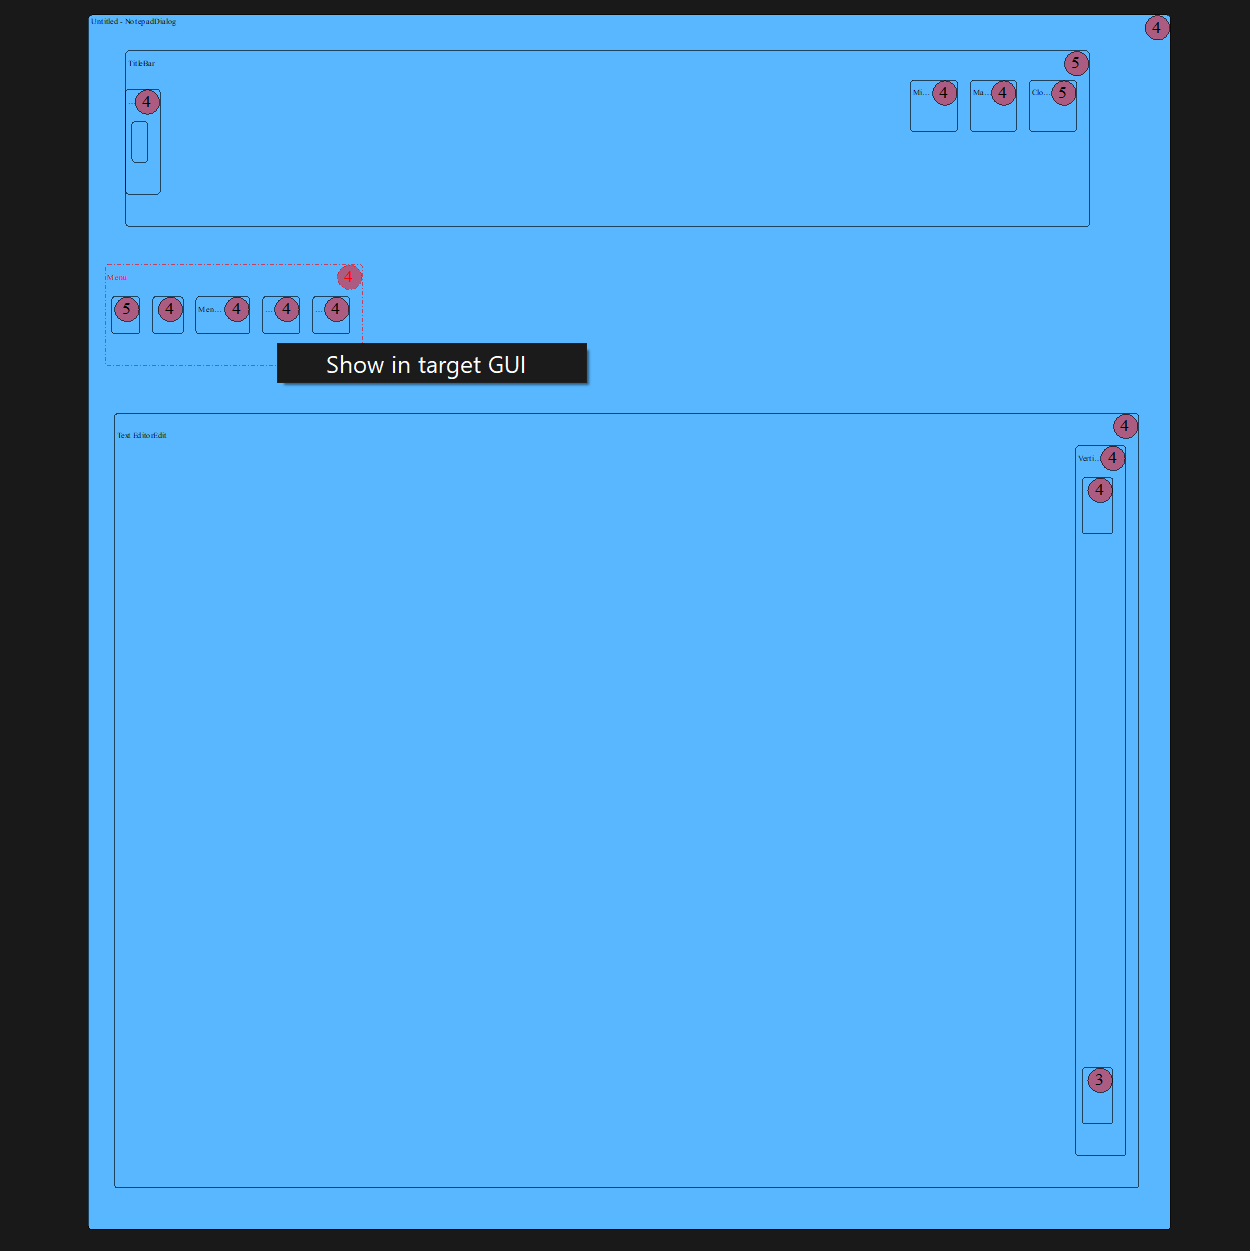 Untitled - NotepadDialog
4
TitleBar
5
... 4
Mi... 4
Ma... 4
Clo... 5
Menu
4
5
4
Men... 4
... 4
... 4
Show in target GUI
Text EditorEdit
4
Verti... 4
4
3